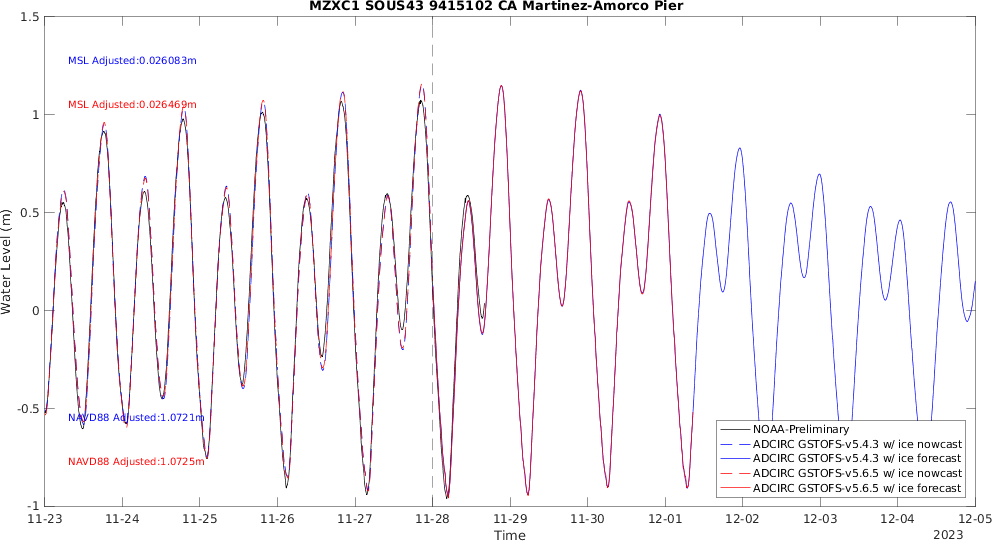 MZXC1 SOUS43 9415102 CA Martinez-Amorco Pier
1.5
MSL Adjusted:0.026083m
MSL Adjusted:0.026469m
1
0.5
Water Level (m)
0
-0.5
NAVD88 Adjusted:1.0721m
NAVD88 Adjusted:1.0725m
-1
NOAA-Preliminary
ADCIRC GSTOFS-v5.4.3 w/ ice nowcast
ADCIRC GSTOFS-v5.4.3 w/ ice forecast
ADCIRC GSTOFS-v5.6.5 w/ ice nowcast
ADCIRC GSTOFS-v5.6.5 w/ ice forecast
11-23 11-24 11-25 11-26 11-27 11-28 11-29 11-30 12-01 12-02 12-03 12-04 12-05
Time
2023